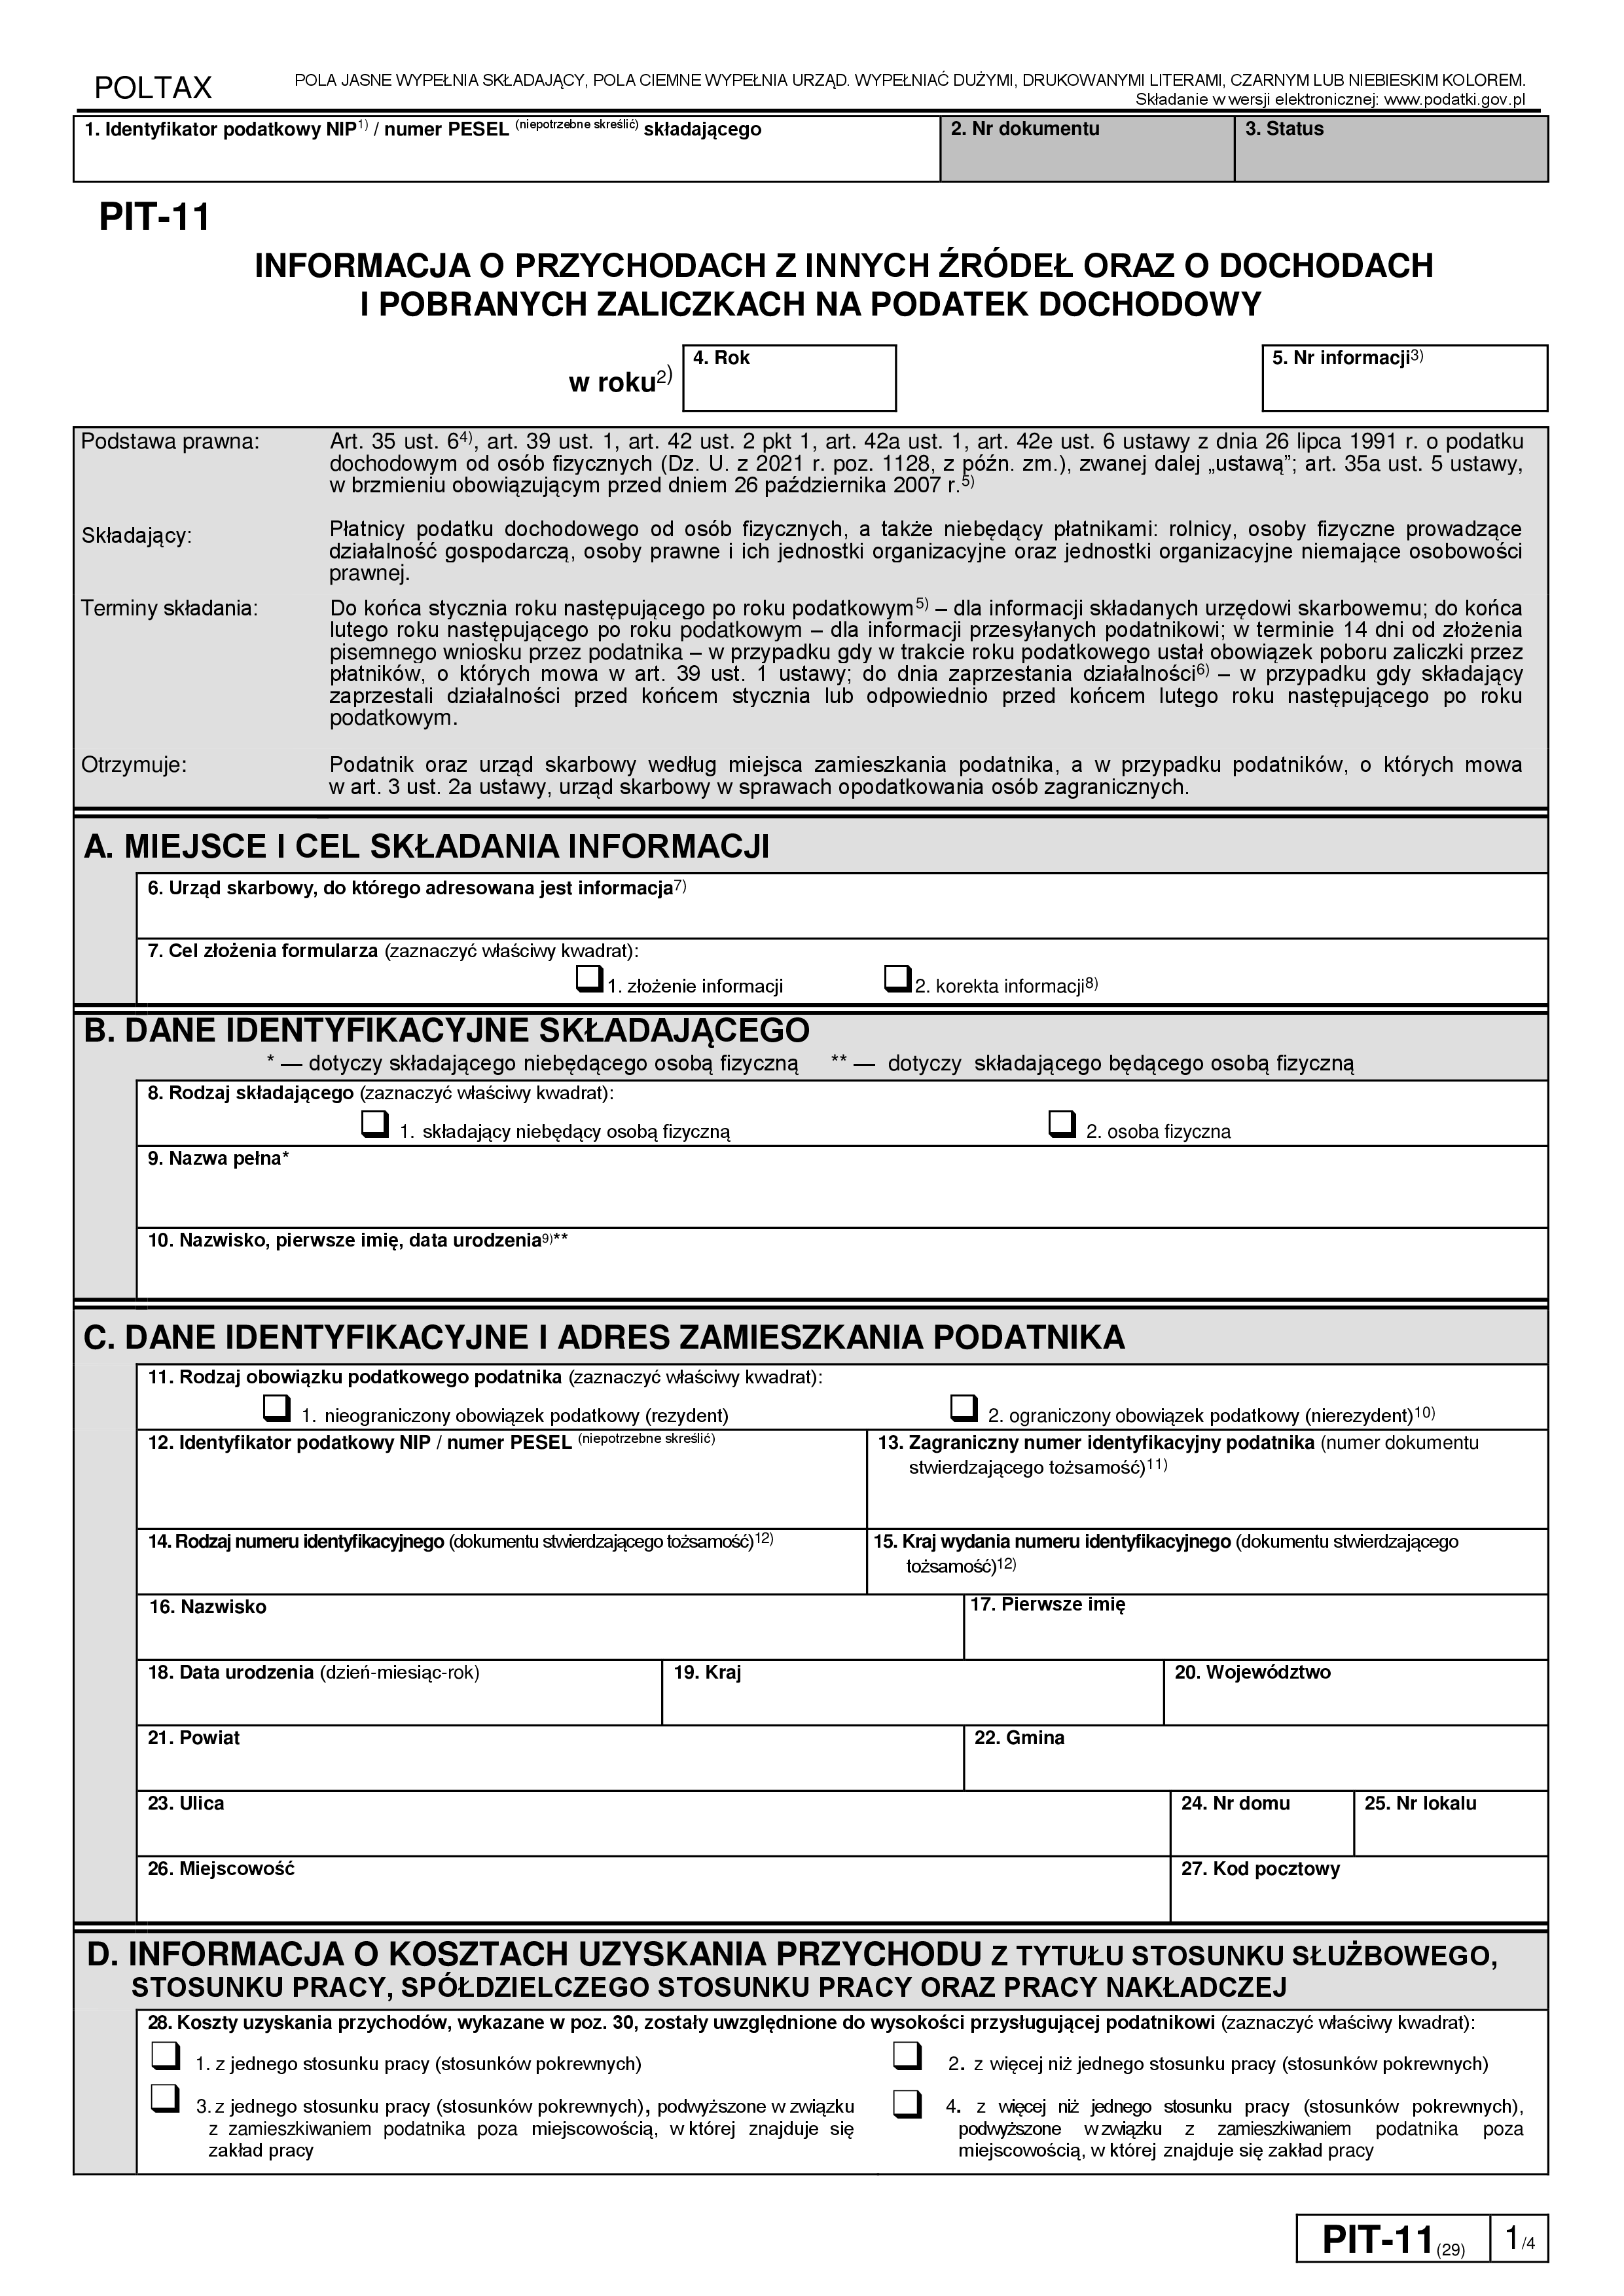 POLTAX
POLA JASNE WYPEŁNIA SKŁADAJĄCY, POLA CIEMNE WYPEŁNIA URZĄD. WYPEŁNIAĆ DUŻYMI, DRUKOWANYMI LITERAMI, CZARNYM LUB NIEBIESKIM KOLOREM.
Składanie w wersji elektronicznej: www.podatki.gov.pl
1. Identyfikator podatkowy NIP1) / numer PESEL (niepotrzebne skreślić) składającego
2. Nr dokumentu
3. Status
PIT-11
INFORMACJA O PRZYCHODACH Z INNYCH ŹRÓDEŁ ORAZ O DOCHODACH
I POBRANYCH ZALICZKACH NA PODATEK DOCHODOWY
w roku2)
4. Rok
5. Nr informacji3)
Podstawa prawna:
Art. 35 ust. 64), art. 39 ust. 1, art. 42 ust. 2 pkt 1, art. 42a ust. 1, art. 42e ust. 6 ustawy z dnia 26 lipca 1991 r. o podatku
dochodowym od osób fizycznych (Dz. U. z 2021 r. poz. 1128, z późn. zm.), zwanej dalej „ustawą”; art. 35a ust. 5 ustawy,
w brzmieniu obowiązującym przed dniem 26 października 2007 r.5)
Składający:
Płatnicy podatku dochodowego od osób fizycznych, a także niebędący płatnikami: rolnicy, osoby fizyczne prowadzące
działalność gospodarczą, osoby prawne i ich jednostki organizacyjne oraz jednostki organizacyjne niemające osobowości
prawnej.
Terminy składania:
Do końca stycznia roku następującego po roku podatkowym5) – dla informacji składanych urzędowi skarbowemu; do końca
lutego roku następującego po roku podatkowym – dla informacji przesyłanych podatnikowi; w terminie 14 dni od złożenia
pisemnego wniosku przez podatnika – w przypadku gdy w trakcie roku podatkowego ustał obowiązek poboru zaliczki przez
płatników, o których mowa w art. 39 ust. 1 ustawy; do dnia zaprzestania działalności6) – w przypadku gdy składający
zaprzestali działalności przed końcem stycznia lub odpowiednio przed końcem lutego roku następującego po roku
podatkowym.
Otrzymuje:
Podatnik oraz urząd skarbowy według miejsca zamieszkania podatnika, a w przypadku podatników, o których mowa
w art. 3 ust. 2a ustawy, urząd skarbowy w sprawach opodatkowania osób zagranicznych.
A. MIEJSCE I CEL SKŁADANIA INFORMACJI
6. Urząd skarbowy, do którego adresowana jest informacja7)
7. Cel złożenia formularza (zaznaczyć właściwy kwadrat):
1. złożenie informacji
2. korekta informacji8)
B. DANE IDENTYFIKACYJNE SKŁADAJĄCEGO
* — dotyczy składającego niebędącego osobą fizyczną ** — dotyczy składającego będącego osobą fizyczną
8. Rodzaj składającego (zaznaczyć właściwy kwadrat):
1. składający niebędący osobą fizyczną
2. osoba fizyczna
9. Nazwa pełna*
10. Nazwisko, pierwsze imię, data urodzenia9)**
C. DANE IDENTYFIKACYJNE I ADRES ZAMIESZKANIA PODATNIKA
11. Rodzaj obowiązku podatkowego podatnika (zaznaczyć właściwy kwadrat):
1. nieograniczony obowiązek podatkowy (rezydent)
2. ograniczony obowiązek podatkowy (nierezydent)10)
12. Identyfikator podatkowy NIP / numer PESEL (niepotrzebne skreślić)
13. Zagraniczny numer identyfikacyjny podatnika (numer dokumentu
stwierdzającego tożsamość)11)
14. Rodzaj numeru identyfikacyjnego (dokumentu stwierdzającego tożsamość)12)
15. Kraj wydania numeru identyfikacyjnego (dokumentu stwierdzającego
tożsamość)12)
16. Nazwisko
17. Pierwsze imię
18. Data urodzenia (dzień-miesiąc-rok)
19. Kraj
20. Województwo
21. Powiat
22. Gmina
23. Ulica
24. Nr domu
25. Nr lokalu
26. Miejscowość
27. Kod pocztowy
D. INFORMACJA O KOSZTACH UZYSKANIA PRZYCHODU Z TYTUŁU STOSUNKU SŁUŻBOWEGO,
STOSUNKU PRACY, SPÓŁDZIELCZEGO STOSUNKU PRACY ORAZ PRACY NAKŁADCZEJ
28. Koszty uzyskania przychodów, wykazane w poz. 30, zostały uwzględnione do wysokości przysługującej podatnikowi (zaznaczyć właściwy kwadrat):
1. z jednego stosunku pracy (stosunków pokrewnych)
2. z więcej niż jednego stosunku pracy (stosunków pokrewnych)
3. z jednego stosunku pracy (stosunków pokrewnych), podwyższone w związku
z zamieszkiwaniem podatnika poza miejscowością, w której znajduje się
zakład pracy
4. z więcej niż jednego stosunku pracy (stosunków pokrewnych),
podwyższone w związku z zamieszkiwaniem podatnika poza
miejscowością, w której znajduje się zakład pracy
PIT-11(29) 1/4